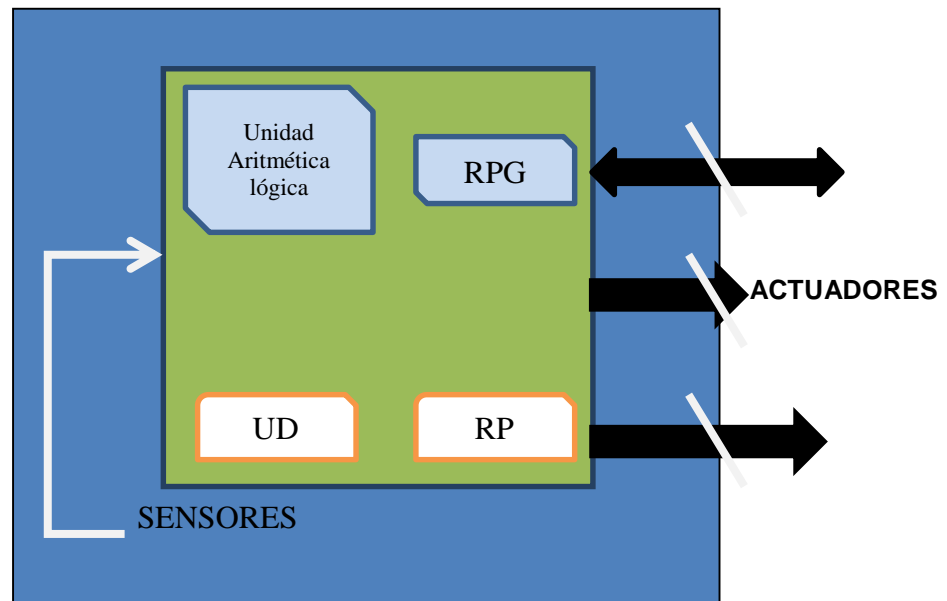 Unidad
Aritmética
lógica
RPG
ACTUADORES
UD
RP
SENSORES